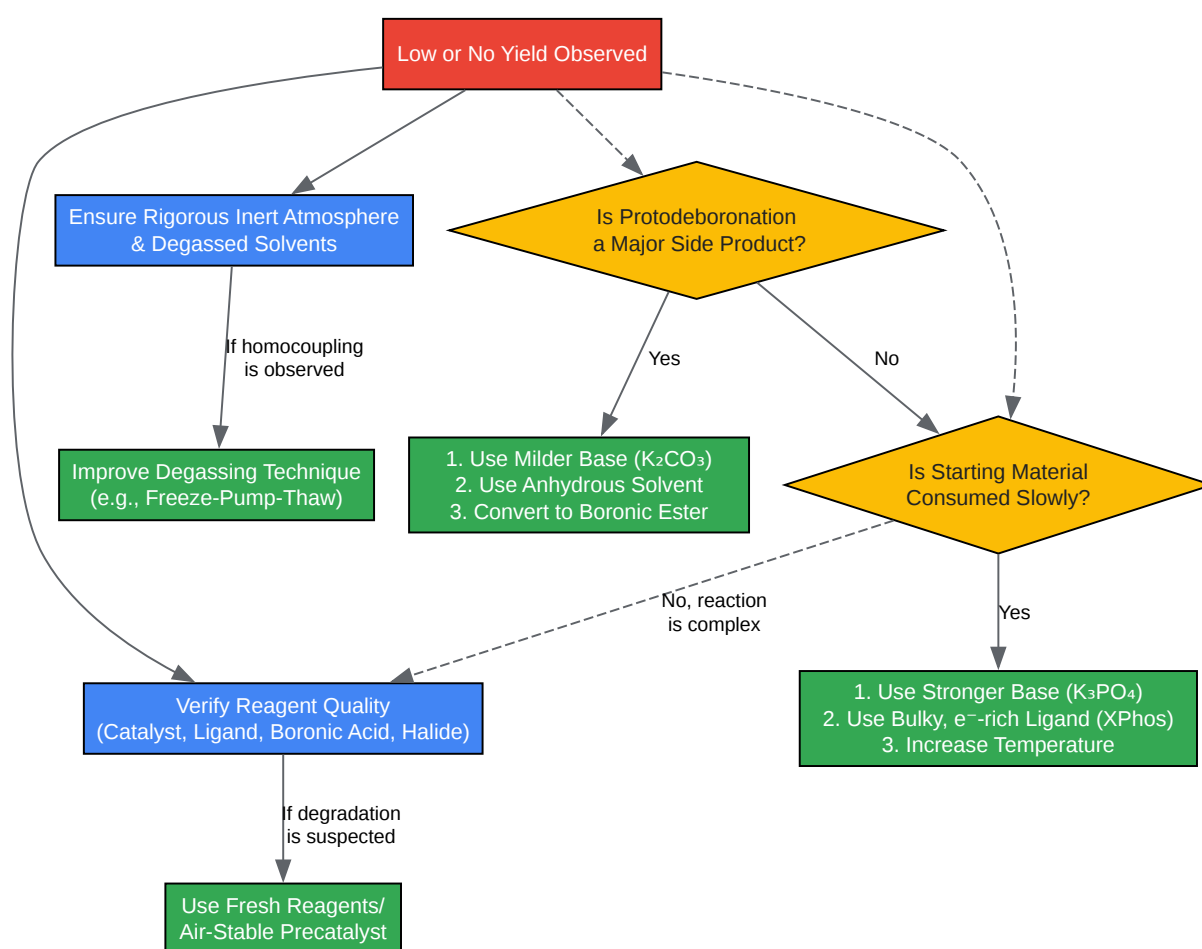 Low or No Yield Observed
Ensure Rigorous Inert Atmosphere
& Degassed Solvents
Is Protodeboronation
a Major Side Product?
If homocoupling
is observed
Yes
No
Improve Degassing Technique
(e.g., Freeze-Pump-Thaw)
1. Use Milder Base (K₂CO₃)
2. Use Anhydrous Solvent
3. Convert to Boronic Ester
Is Starting Material
Consumed Slowly?
No, reaction
is complex
Yes
Verify Reagent Quality
(Catalyst, Ligand, Boronic Acid, Halide)
1. Use Stronger Base (K₃PO₄)
2. Use Bulky, e⁻-rich Ligand (XPhos)
3. Increase Temperature
If degradation
is suspected
Use Fresh Reagents/
Air-Stable Precatalyst